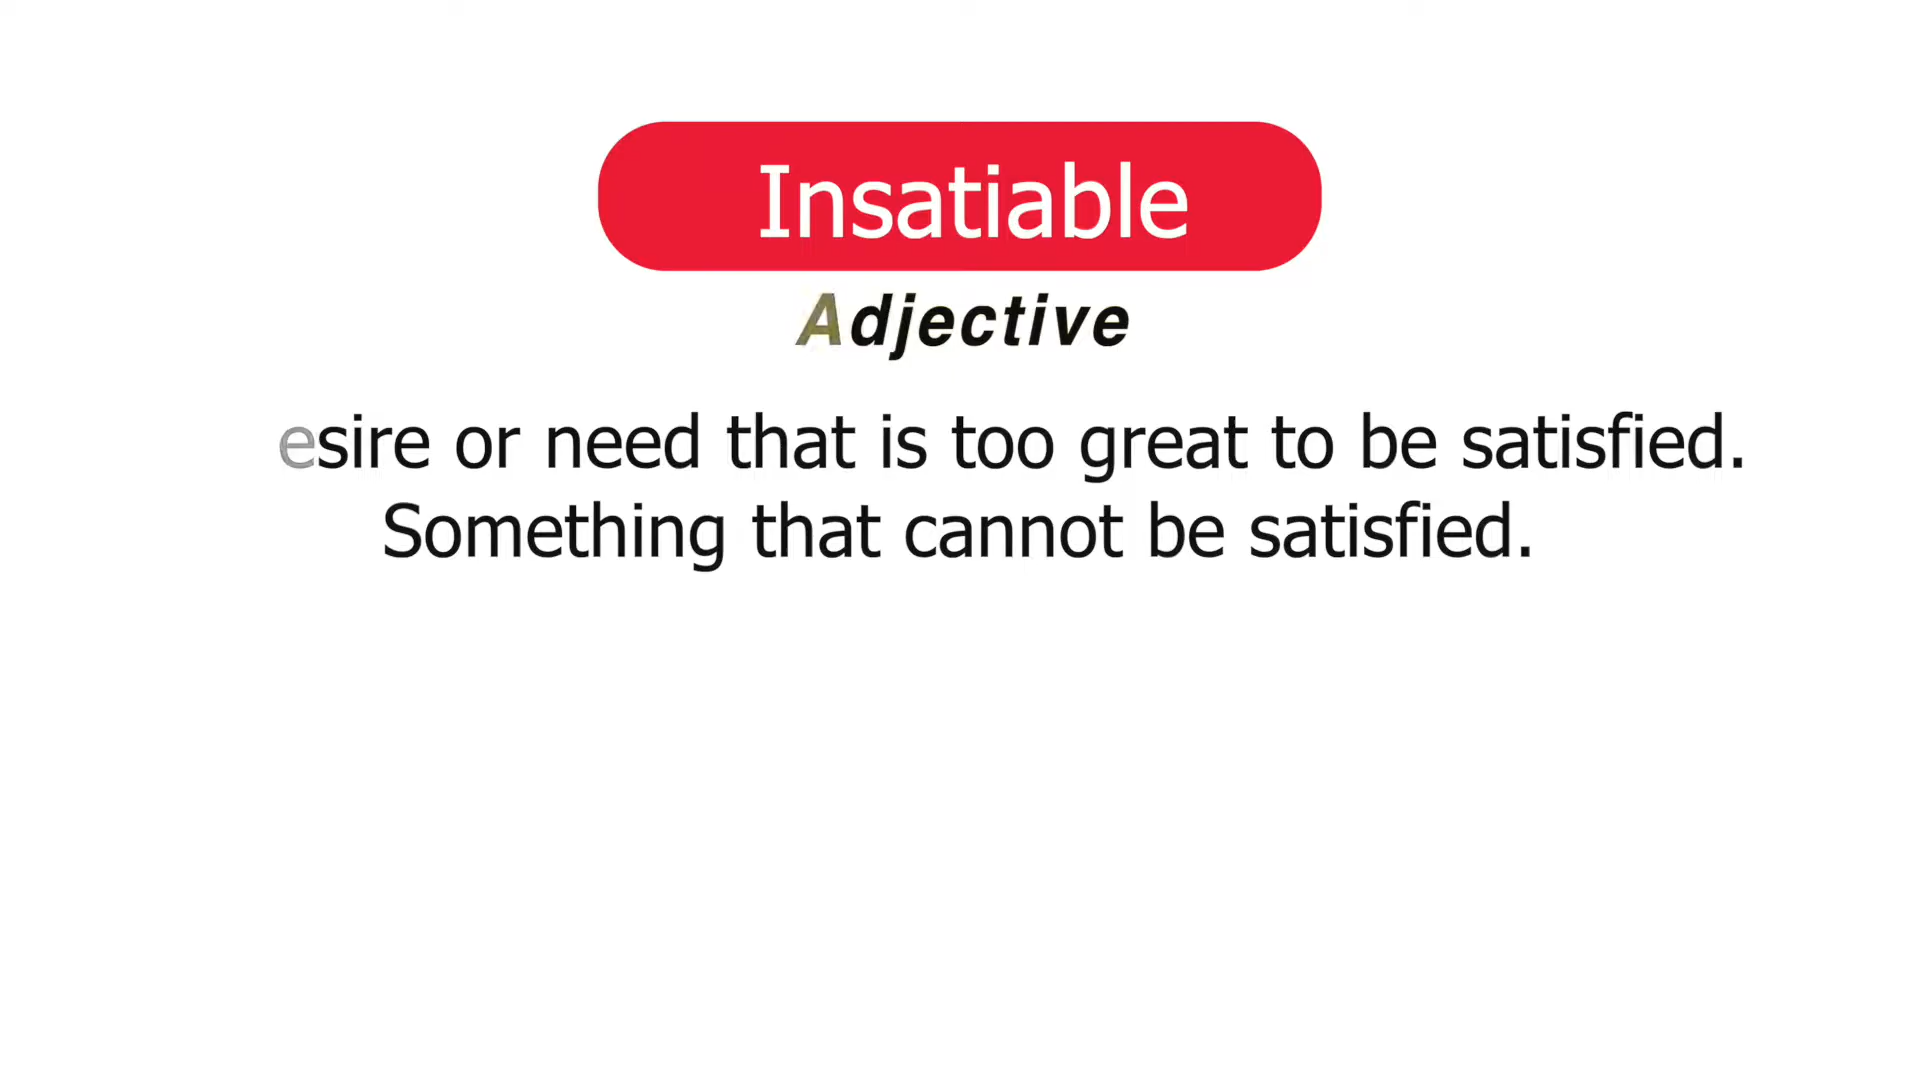 Insatiable
Adjective
esire or need that is too great to be satisfied.
Something that cannot be satisfied.